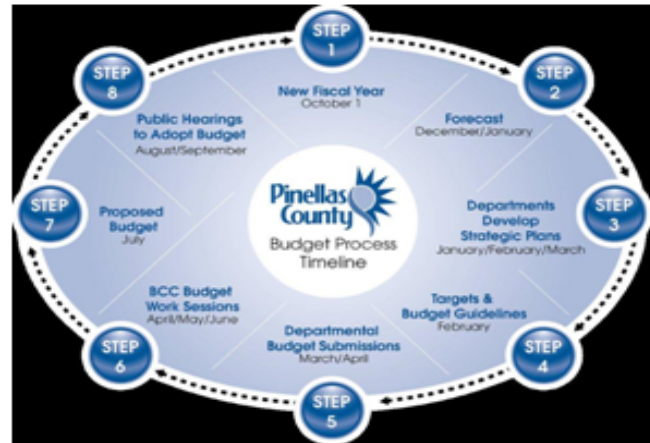 STEP
1
New Fiscal Year
October 1
STEP
2
Forecast
December/January
STEP
3
Departments
Develop
Strategic Plans
January/February/March
STEP
4
Targets &
Budget Guidelines
February
STEP
5
Departmental
Budget Submissions
March/April
STEP
6
BCC Budget
Work Sessions
April/May/June
STEP
7
Proposed
Budget
July
STEP
8
Public Hearings
to Adopt Budget
August/September
Pinellas
County
Budget Process
Timeline